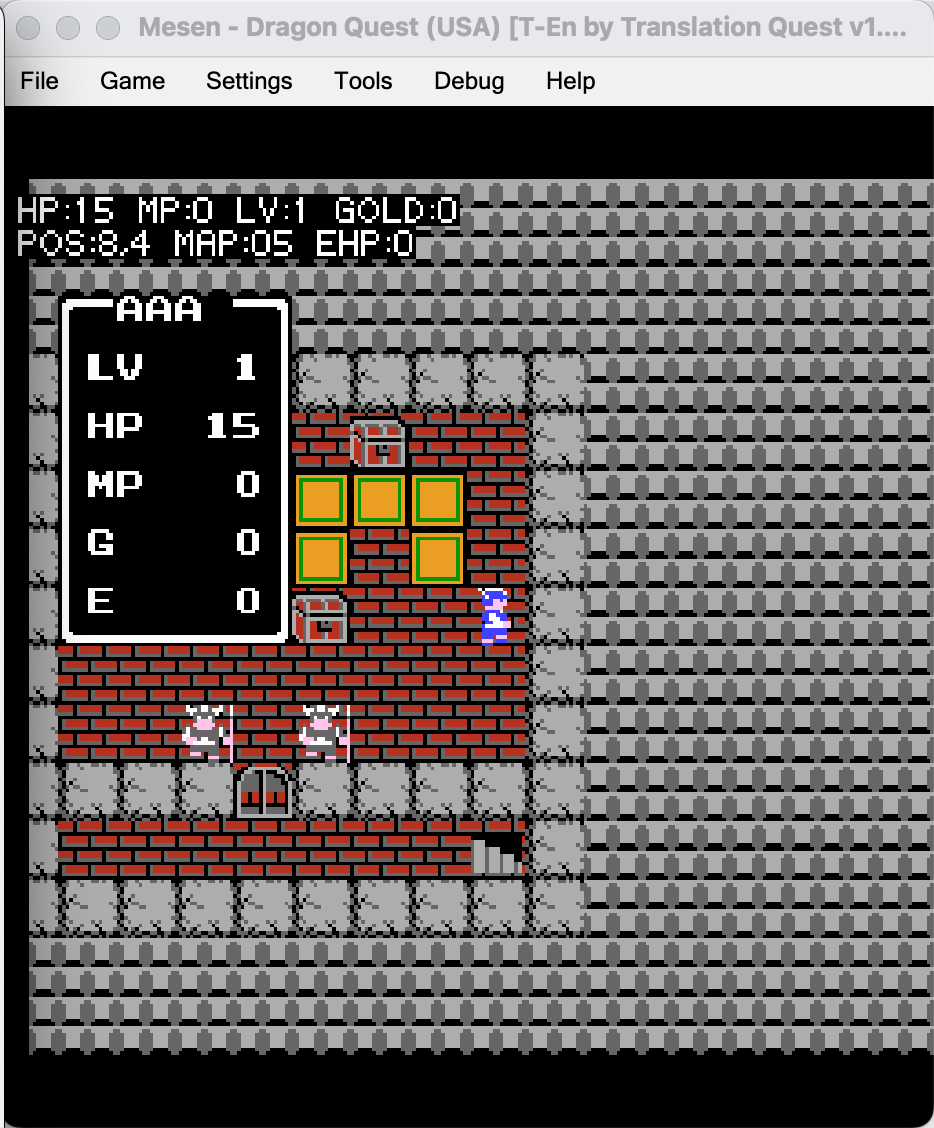 Mesen - Dragon Quest (USA) [T-En by Translation Quest v1....
File Game Settings Tools Debug Help
HP:15 MP:0 LV:1 GOLD:0
POS:8,4 MAP:05 EHP:0
AAA
LV 1
HP 15
MP 0
G 0
E 0